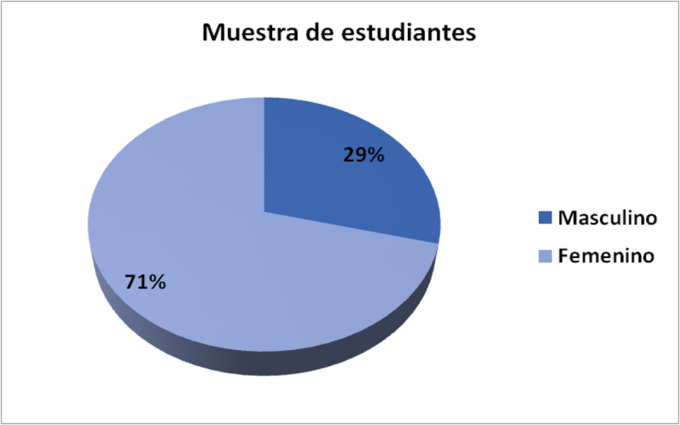 Muestra de estudiantes
29%
71%
Masculino
Femenino